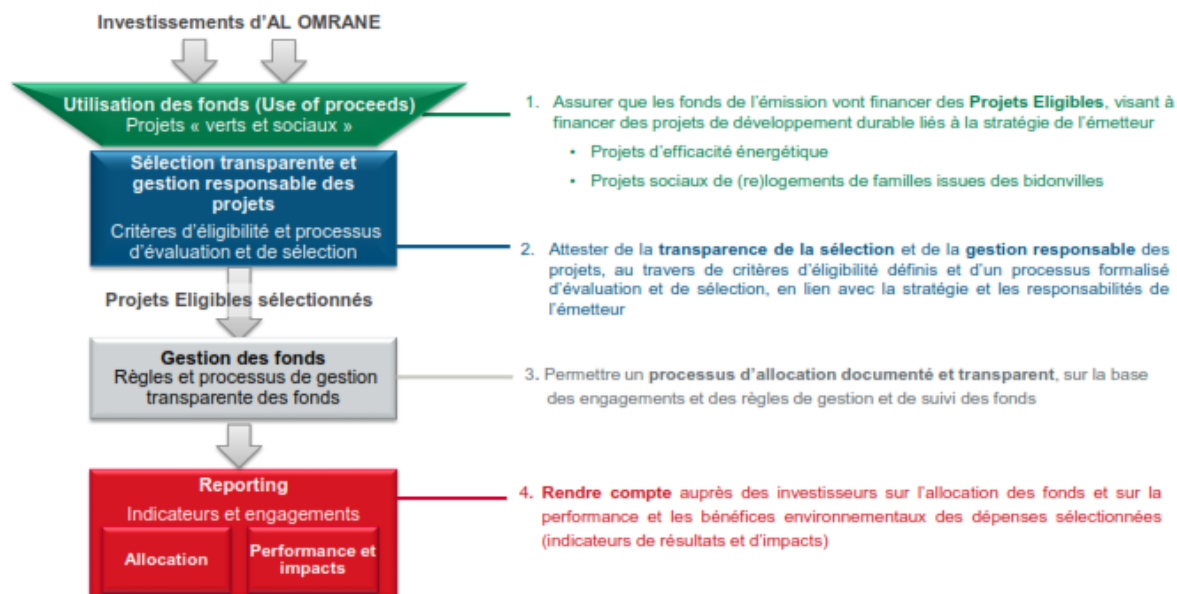 Investissements d'AL OMRANE
Utilisation des fonds (Use of proceeds)
Projets « verts et sociaux »
1. Assurer que les fonds de l'émission vont financer des Projets Eligibles, visant à
financer des projets de développement durable liés à la stratégie de l'émetteur
• Projets d'efficacité énergétique
• Projets sociaux de (re)logements de familles issues des bidonvilles
Sélection transparente et
gestion responsable des
projets
Critères d'éligibilité et processus
d'évaluation et de sélection
2. Attester de la transparence de la sélection et de la gestion responsable des
projets, au travers de critères d'éligibilité définis et d'un processus formalisé
d'évaluation et de sélection, en lien avec la stratégie et les responsabilités de
l'émetteur
Projets Eligibles sélectionnés
Gestion des fonds
Règles et processus de gestion
transparente des fonds
3. Permettre un processus d'allocation documenté et transparent, sur la base
des engagements et des règles de gestion et de suivi des fonds
Reporting
Indicateurs et engagements
Allocation
Performance et
impacts
4. Rendre compte auprès des investisseurs sur l'allocation des fonds et sur la
performance et les bénéfices environnementaux des dépenses sélectionnées
(indicateurs de résultats et d'impacts)